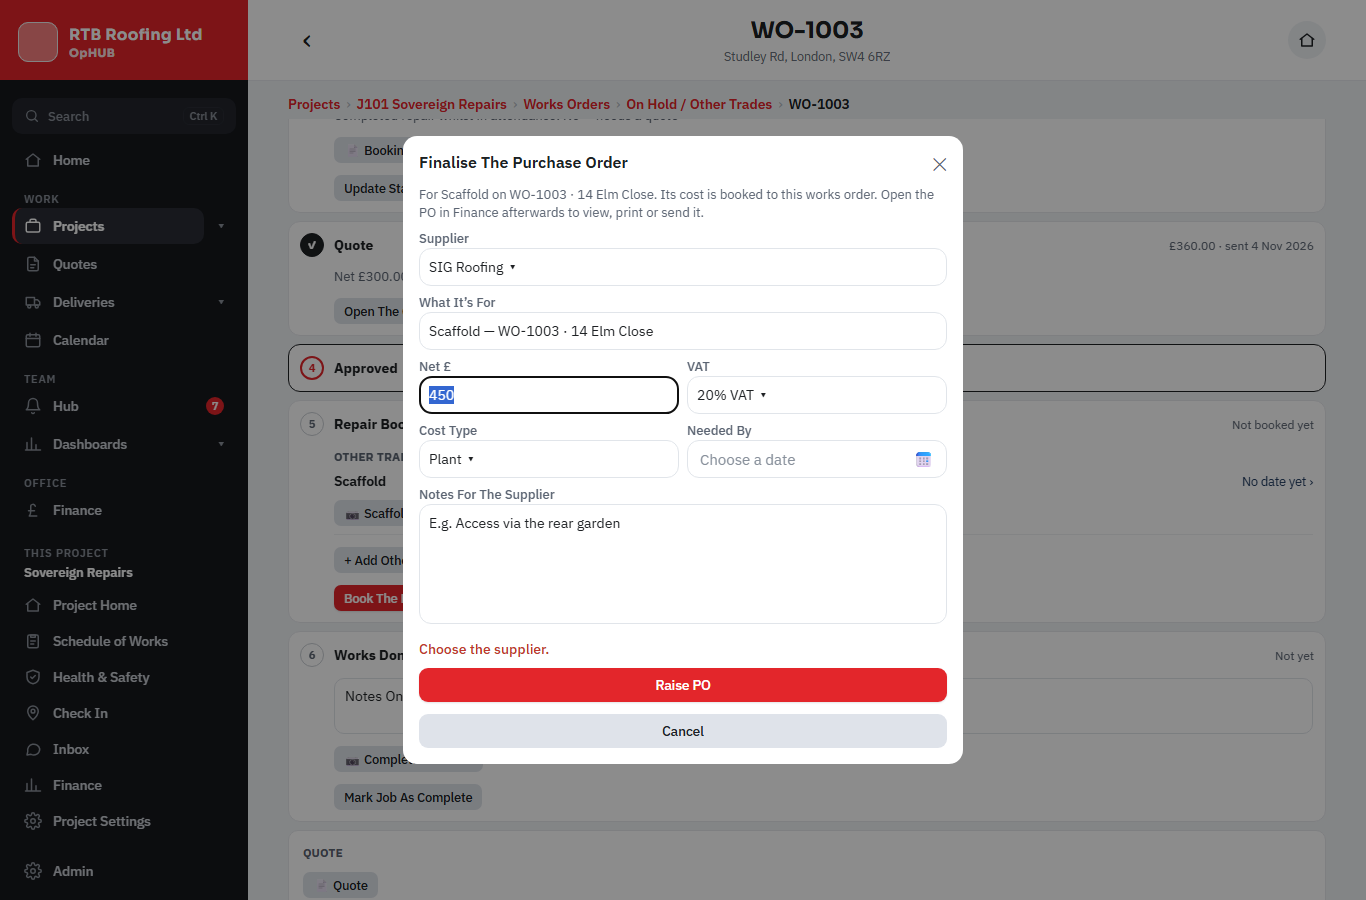 RTB Roofing Ltd
OpHUB
Search Ctrl K
Home
WORK
Projects
Quotes
Deliveries
Calendar
TEAM
Hub 7
Dashboards
OFFICE
Finance
THIS PROJECT
Sovereign Repairs
Project Home
Schedule of Works
Health & Safety
Check In
Inbox
Finance
Project Settings
Admin
WO-1003
Studley Rd, London, SW4 6RZ
Projects › J101 Sovereign Repairs › Works Orders › On Hold / Other Trades › WO-1003
Update Sta
Quote £360.00 · sent 4 Nov 2026
Net £300.0
Open The
4 Approved
5 Repair Boo Not booked yet
OTHER TRA
Scaffold No date yet ›
Scaffol
+ Add Oth
Book The
6 Works Don Not yet
Notes On
Comple
Mark Job As Complete
QUOTE
Quote
Finalise The Purchase Order
For Scaffold on WO-1003 · 14 Elm Close. Its cost is booked to this works order. Open the
PO in Finance afterwards to view, print or send it.
Supplier
SIG Roofing
What It's For
Scaffold — WO-1003 · 14 Elm Close
Net £ VAT
450 20% VAT
Cost Type Needed By
Plant Choose a date
Notes For The Supplier
E.g. Access via the rear garden
Choose the supplier.
Raise PO
Cancel